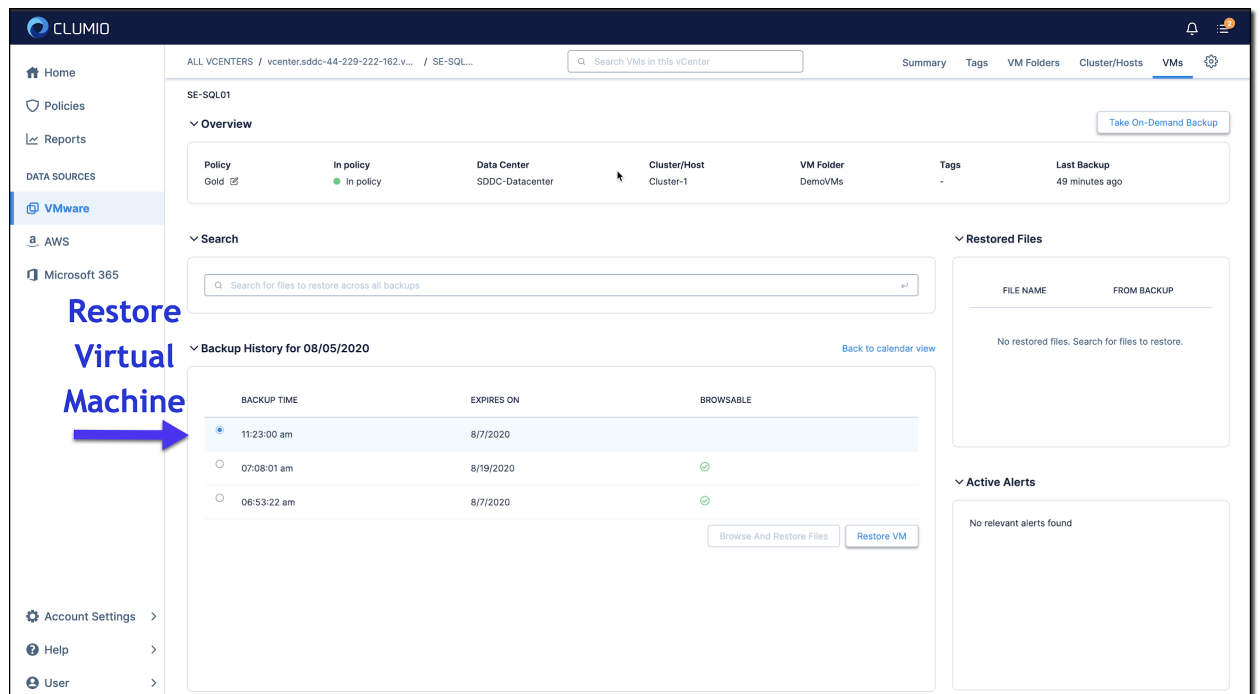 CLUMIO
2
Home
Policies
Reports
DATA SOURCES
VMware
AWS
Microsoft 365
Restore
Virtual
Machine
Account Settings
Help
User
ALL VCENTERS / vcenter.sddc-44-229-222-162.v... / SE-SQL...
Search VMs in this vCenter
Summary Tags VM Folders Cluster/Hosts VMs
SE-SQL01
Overview
Take On-Demand Backup
Policy In policy Data Center Cluster/Host VM Folder Tags Last Backup
Gold In policy SDDC-Datacenter Cluster-1 DemoVMs - 49 minutes ago
Search
Search for files to restore across all backups
Backup History for 08/05/2020
Back to calendar view
BACKUP TIME EXPIRES ON BROWSABLE
11:23:00 am 8/7/2020
07:08:01 am 8/19/2020
06:53:22 am 8/7/2020
Browse And Restore Files Restore VM
Restored Files
FILE NAME FROM BACKUP
No restored files. Search for files to restore.
Active Alerts
No relevant alerts found